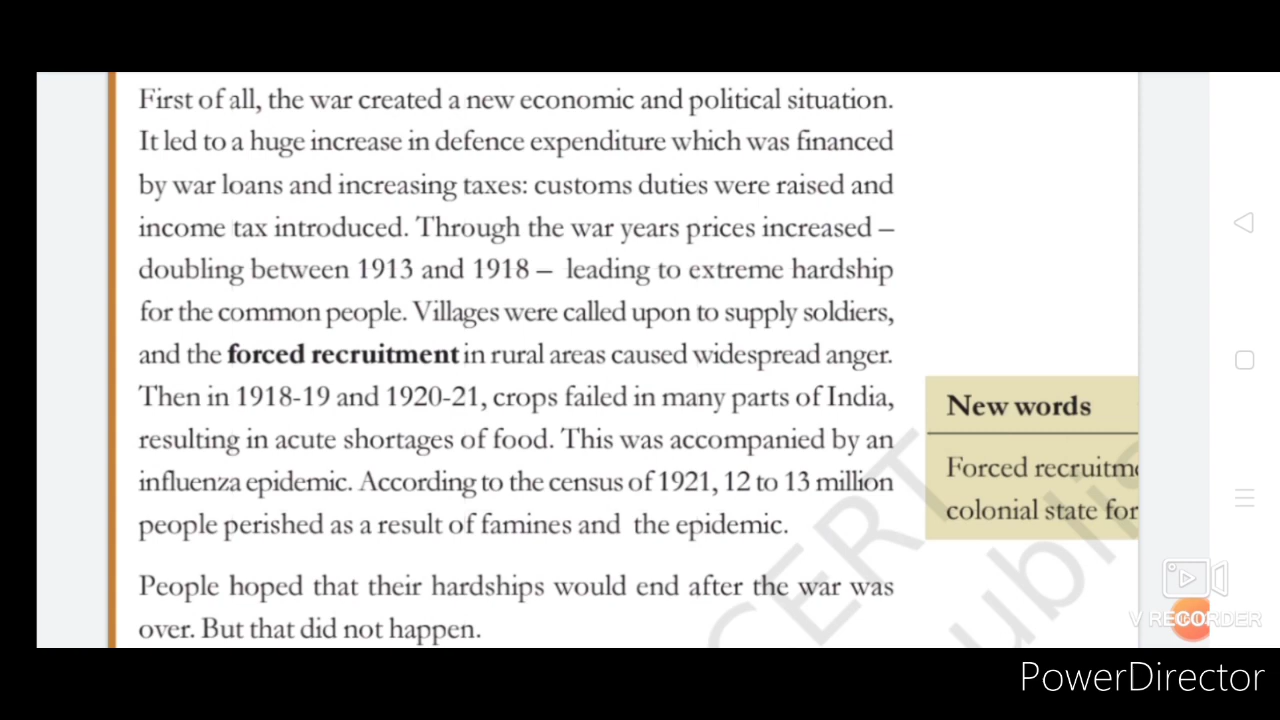 First of all, the war created a new economic and political situation.
It led to a huge increase in defence expenditure which was financed
by war loans and increasing taxes: customs duties were raised and
income tax introduced. Through the war years prices increased –
doubling between 1913 and 1918 – leading to extreme hardship
for the common people. Villages were called upon to supply soldiers,
and the forced recruitment in rural areas caused widespread anger.
Then in 1918-19 and 1920-21, crops failed in many parts of India,
resulting in acute shortages of food. This was accompanied by an
influenza epidemic. According to the census of 1921, 12 to 13 million
people perished as a result of famines and the epidemic.
People hoped that their hardships would end after the war was
over. But that did not happen.
New words
Forced
colonial state for
V RECORDER
PowerDirector